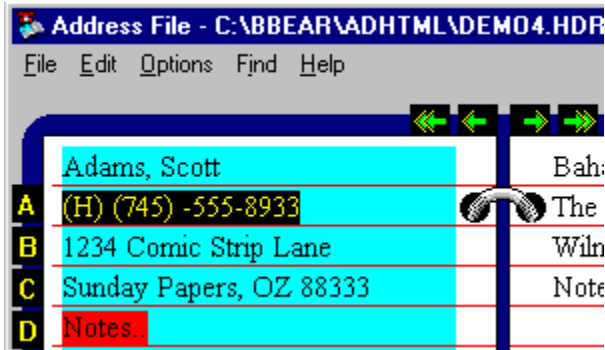 Address File - C:\BBEAR\ADHTML\DEMO4.HDR
File Edit Options Find Help
Adams, Scott
A (H) (745) -555-8933
B 1234 Comic Strip Lane
C Sunday Papers, OZ 88333
D Notes..
The
Note